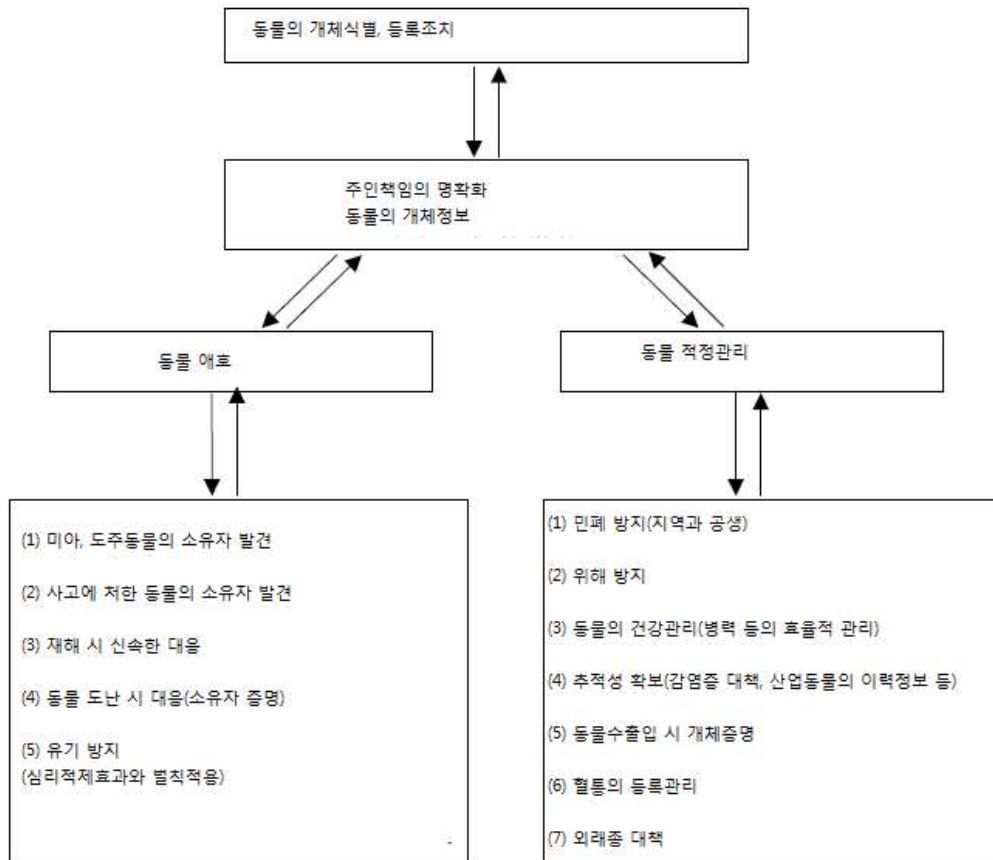 동물의 개체식별, 등록조치
주인책임의 명확화
동물의 개체정보
동물 애호
동물 적정관리
(1) 미아, 도주동물의 소유자 발견
(2) 사고에 처한 동물의 소유자 발견
(3) 재해 시 신속한 대응
(4) 동물 도난 시 대응(소유자 증명)
(5) 유기 방지
(심리적제효과와 벌칙적용)
(1) 민폐 방지(지역과 공생)
(2) 위해 방지
(3) 동물의 건강관리(병력 등의 효율적 관리)
(4) 추적성 확보(감염증 대책, 산업동물의 이력정보 등)
(5) 동물수출입 시 개체증명
(6) 혈통의 등록관리
(7) 외래종 대책